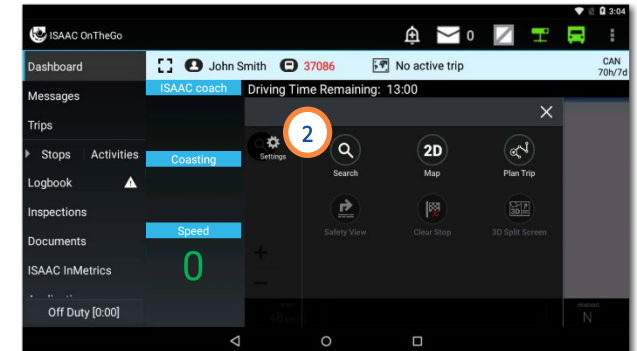 3:04
ISAAC OnTheGo
0
Dashboard
John Smith
37086
No active trip
CAN
70h/7d
Messages
Trips
Stops
Activities
Logbook
Inspections
Documents
ISAAC InMetrics
Off Duty [0:00]
ISAAC coach
Coasting
Speed
0
Driving Time Remaining: 13:00
2
Settings
Search
2D
Map
Plan Trip
Safety View
Clear Stop
3D
3D Split Screen
+
−
N